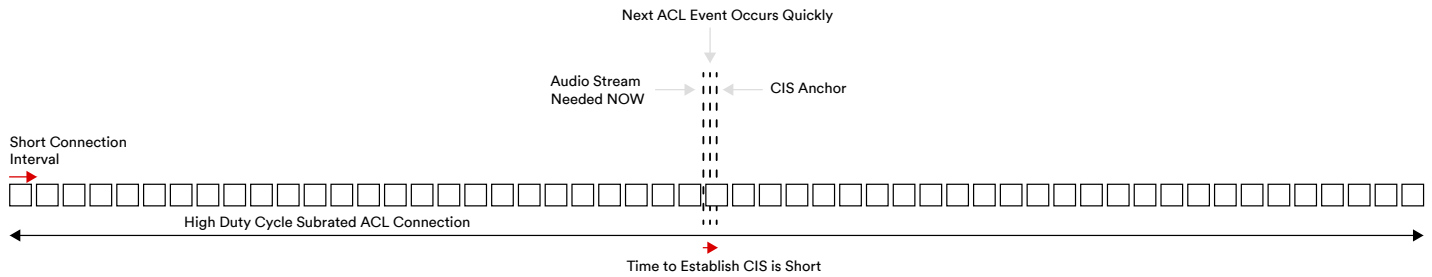 Next ACL Event Occurs Quickly
Audio Stream
Needed NOW
CIS Anchor
Short Connection
Interval
High Duty Cycle Subrated ACL Connection
Time to Establish CIS is Short